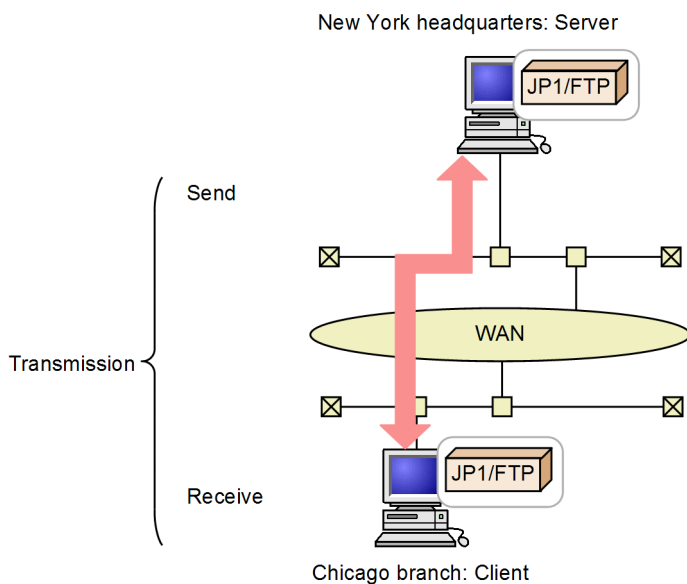 New York headquarters: Server
JP1/FTP
Send
WAN
Transmission
JP1/FTP
Receive
Chicago branch: Client